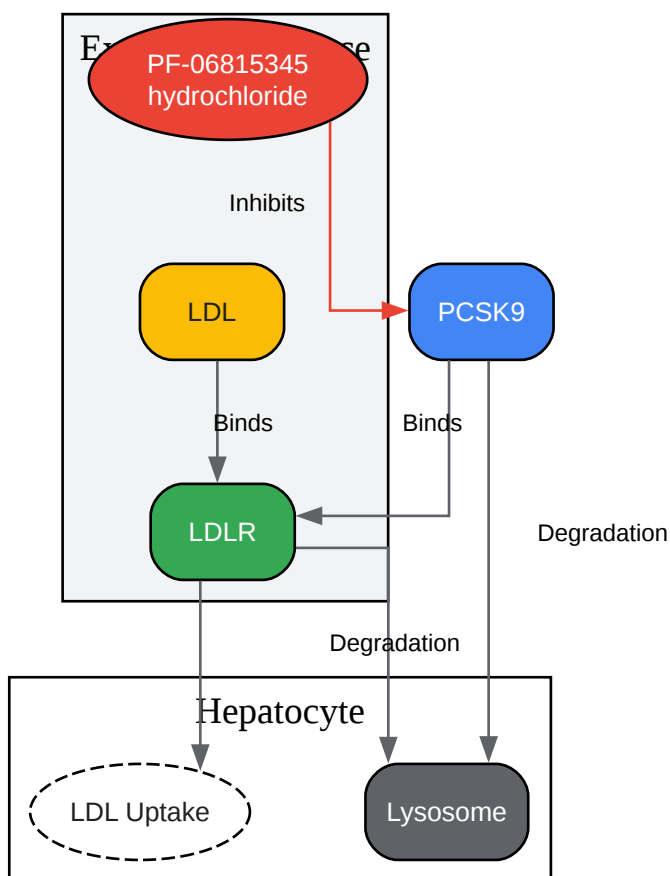 PF-06815345
hydrochloride
Inhibits
LDL
PCSK9
Binds
Binds
LDLR
Degradation
Degradation
Hepatocyte
LDL Uptake
Lysosome